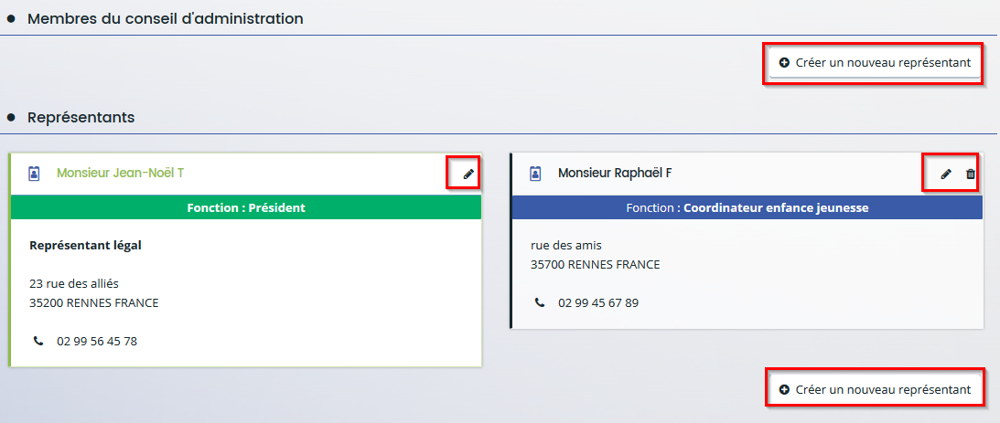 Membres du conseil d'administration
Créer un nouveau représentant
Représentants
Monsieur Jean-Noël T
Fonction : Président
Représentant légal
23 rue des alliés
35200 RENNES FRANCE
02 99 56 45 78
Monsieur Raphaël F
Fonction : Coordinateur enfance jeunesse
rue des amis
35700 RENNES FRANCE
02 99 45 67 89
Créer un nouveau représentant